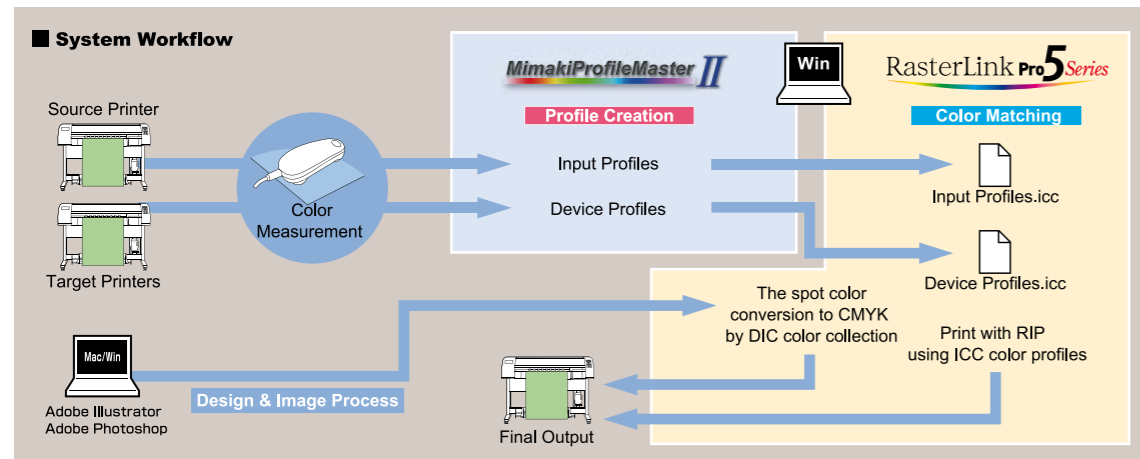 System Workflow
Source Printer
Target Printers
Color
Measurement
MimakiProfileMaster II
Profile Creation
Input Profiles
Device Profiles
Win
RasterLink Pro5 Series
Color Matching
Input Profiles.icc
Device Profiles.icc
The spot color
conversion to CMYK
by DIC color collection
Print with RIP
using ICC color profiles
Mac/Win
Adobe Illustrator
Adobe Photoshop
Design & Image Process
Final Output